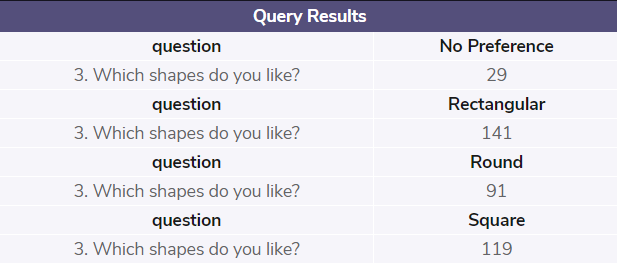 Query Results
question No Preference
3. Which shapes do you like? 29
question Rectangular
3. Which shapes do you like? 141
question Round
3. Which shapes do you like? 91
question Square
3. Which shapes do you like? 119